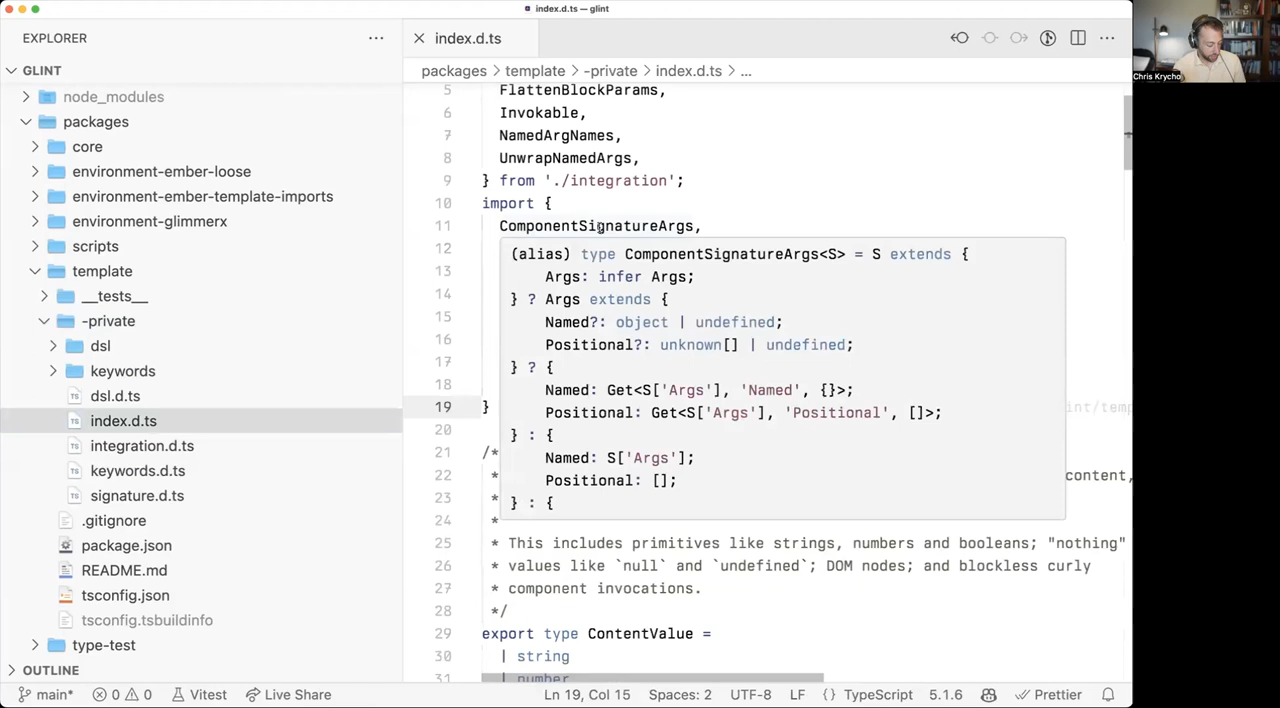 index.d.ts — glint
EXPLORER
index.d.ts
GLINT
packages > template > -private > index.d.ts > ...
node_modules
packages
core
environment-ember-loose
environment-ember-template-imports
environment-glimmerx
scripts
template
__tests__
-private
dsl
keywords
dsl.d.ts
index.d.ts
integration.d.ts
keywords.d.ts
signature.d.ts
.gitignore
package.json
README.md
tsconfig.json
tsconfig.tsbuildinfo
type-test
OUTLINE
5 FlattenBlockParams,
6 Invokable,
7 NamedArgNames,
8 UnwrapNamedArgs,
9 } from './integration';
10 import {
11 ComponentSignatureArgs,
12
13
14
15
16
17
18
19 }
20
21 /*
22 * content,
23 *
24 *
25 * This includes primitives like strings, numbers and booleans; "nothing"
26 * values like `null` and `undefined`; DOM nodes; and blockless curly
27 * component invocations.
28 */
29 export type ContentValue =
30 | string
31 | number
(alias) type ComponentSignatureArgs<S> = S extends {
Args: infer Args;
} ? Args extends {
Named?: object | undefined;
Positional?: unknown[] | undefined;
} ? {
Named: Get<S['Args'], 'Named', {}>;
Positional: Get<S['Args'], 'Positional', []>;
} : {
Named: S['Args'];
Positional: [];
} : {
main* 0 0 Vitest Live Share Ln 19, Col 15 Spaces: 2 UTF-8 LF {} TypeScript 5.1.6 Prettier
Chris Krycho